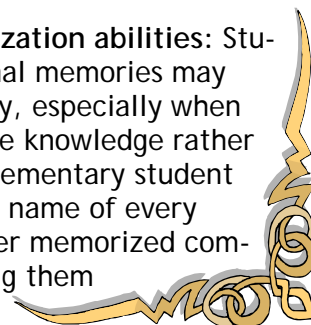 zation abilities: Stu-
nal memories may
y, especially when
e knowledge rather
ementary student
name of every
er memorized com-
g them